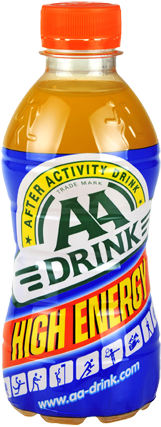 AFTER ACTIVITY DRINK
TRADE MARK
AA
DRINK
HIGH ENERGY
www.aa-drink.com